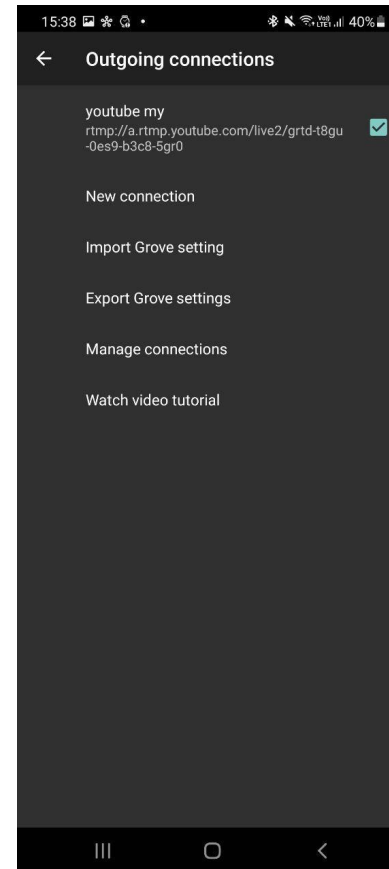 15:38 40%
Outgoing connections
youtube my
rtmp://a.rtmp.youtube.com/live2/grtd-t8gu
-0es9-b3c8-5gr0
New connection
Import Grove setting
Export Grove settings
Manage connections
Watch video tutorial